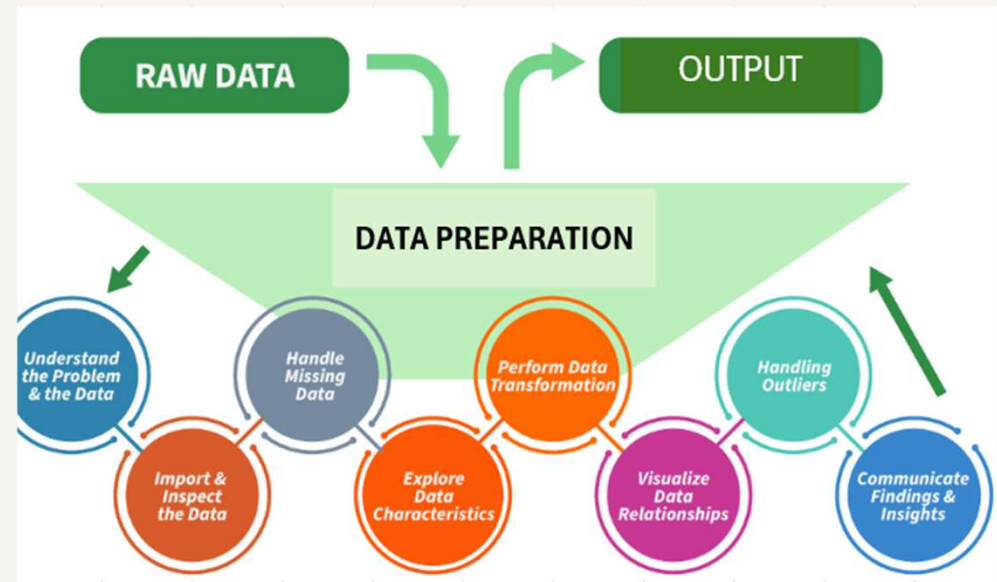 RAW DATA
OUTPUT
DATA PREPARATION
Understand
the Problem
& the Data
Import &
Inspect
the Data
Handle
Missing
Data
Explore
Data
Characteristics
Perform Data
Transformation
Visualize
Data
Relationships
Handling
Outliers
Communicate
Findings &
Insights